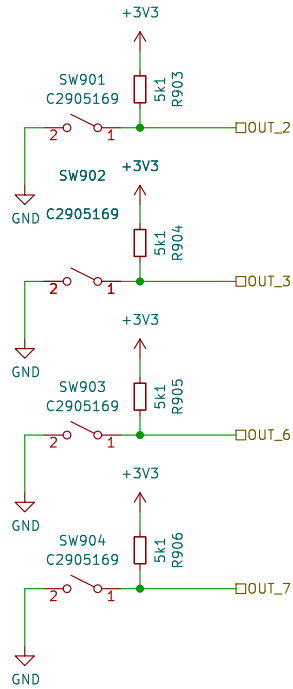 +3V3
5k1
R903
SW901
C2905169
2
1
OUT_2
GND
+3V3
5k1
R904
SW902
C2905169
2
1
OUT_3
GND
+3V3
5k1
R905
SW903
C2905169
2
1
OUT_6
GND
+3V3
5k1
R906
SW904
C2905169
2
1
OUT_7
GND